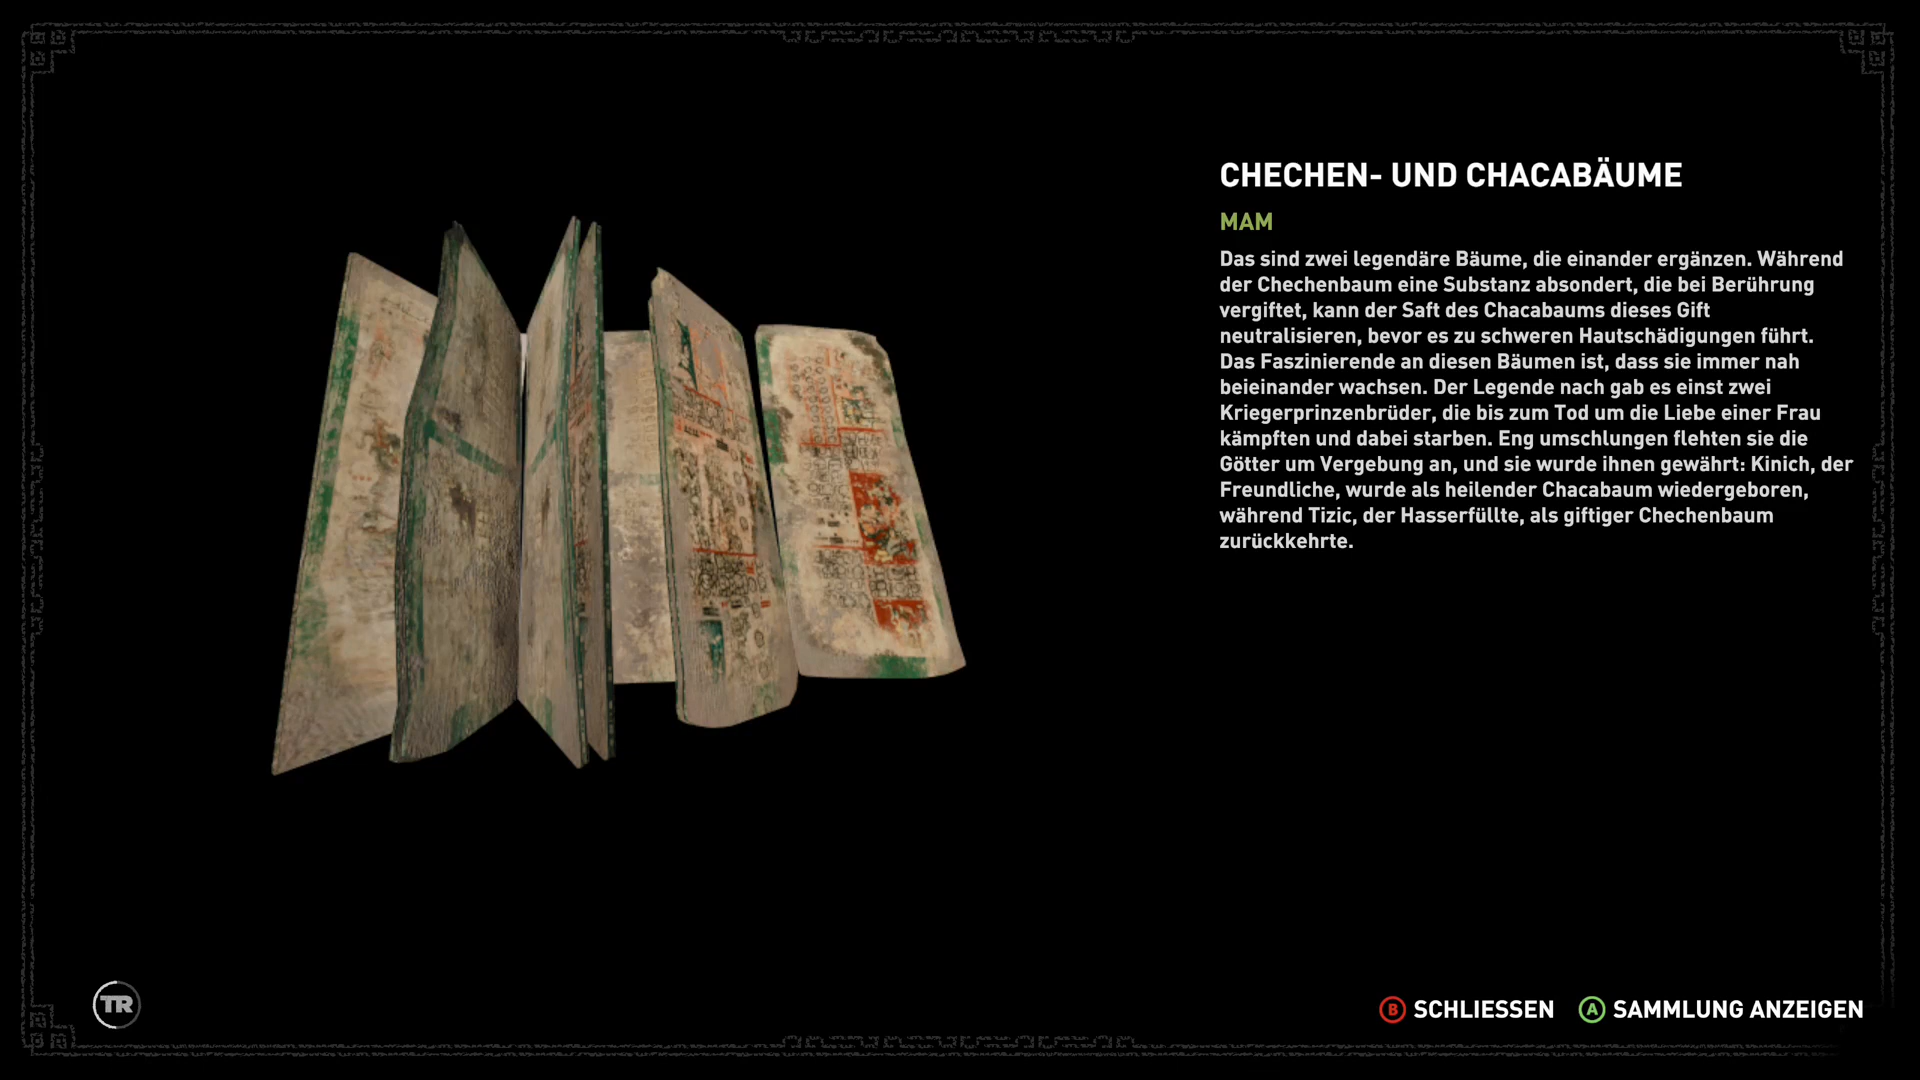 CHECHEN- UND CHACABÄUME
MAM
Das sind zwei legendäre Bäume, die einander ergänzen. Während
der Chechenbaum eine Substanz absondert, die bei Berührung
vergiftet, kann der Saft des Chacabaums dieses Gift
neutralisieren, bevor es zu schweren Hautschädigungen führt.
Das Faszinierende an diesen Bäumen ist, dass sie immer nah
beieinander wachsen. Der Legende nach gab es einst zwei
Kriegerprinzenbrüder, die bis zum Tod um die Liebe einer Frau
kämpften und dabei starben. Eng umschlungen flehten sie die
Götter um Vergebung an, und sie wurde ihnen gewährt: Kinich, der
Freundliche, wurde als heilender Chacabaum wiedergeboren,
während Tizic, der Hasserfüllte, als giftiger Chechenbaum
zurückkehrte.
TR
B SCHLIESSEN A SAMMLUNG ANZEIGEN